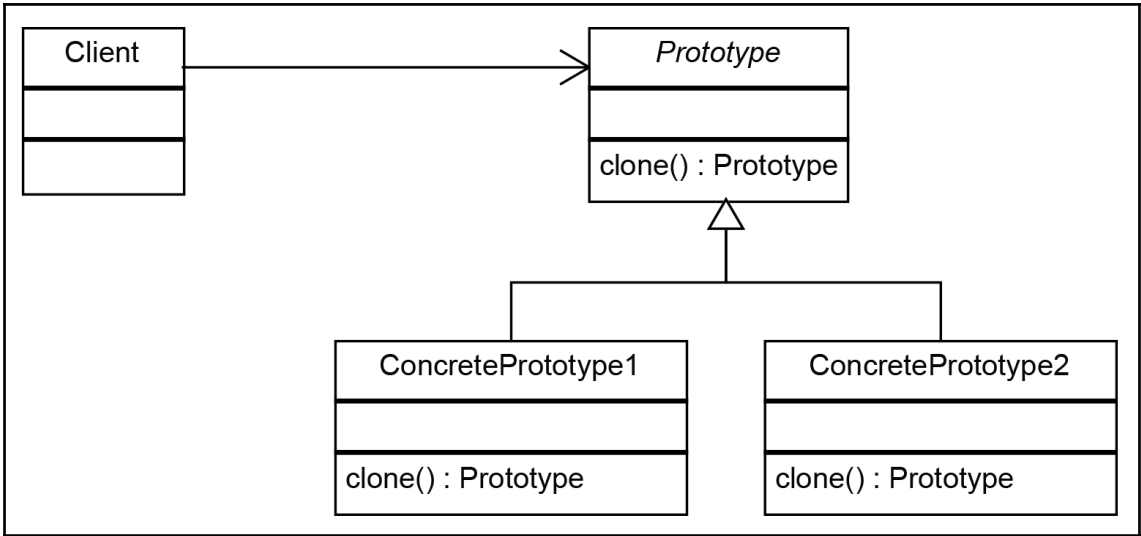 Client
Prototype
clone() : Prototype
ConcretePrototype1
clone() : Prototype
ConcretePrototype2
clone() : Prototype